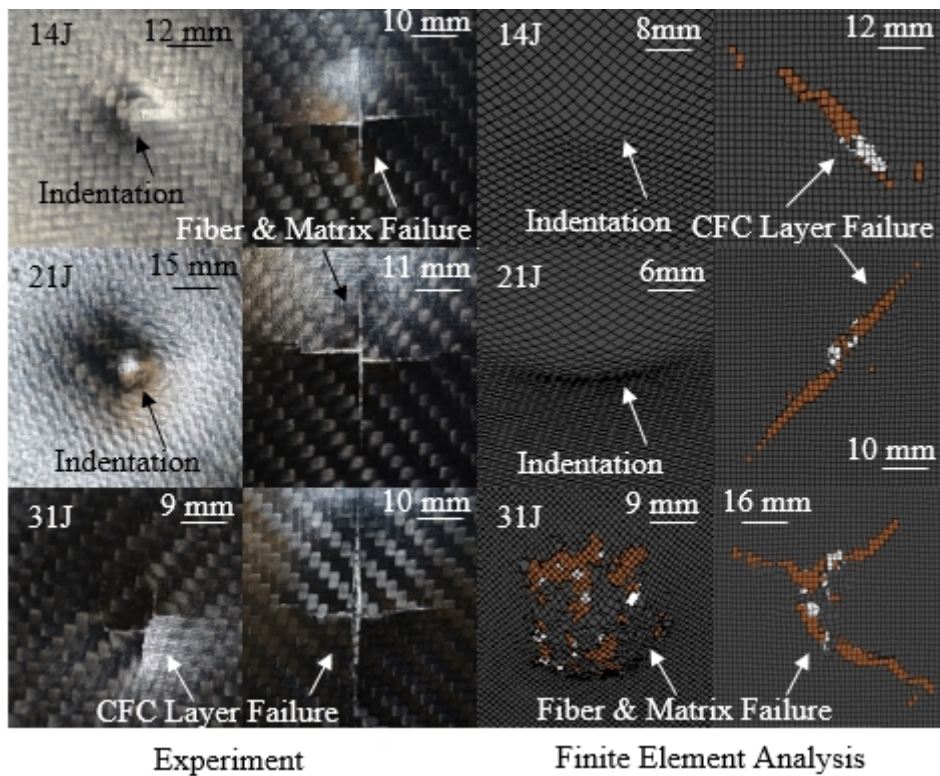 14J
12 mm
10 mm
14J
8mm
12 mm
Indentation
Fiber & Matrix Failure
Indentation
CFC Layer Failure
21J
15 mm
11 mm
21J
6mm
Indentation
Indentation
10 mm
31J
9 mm
10 mm
31J
9 mm
16 mm
CFC Layer Failure
Fiber & Matrix Failure
Experiment
Finite Element Analysis